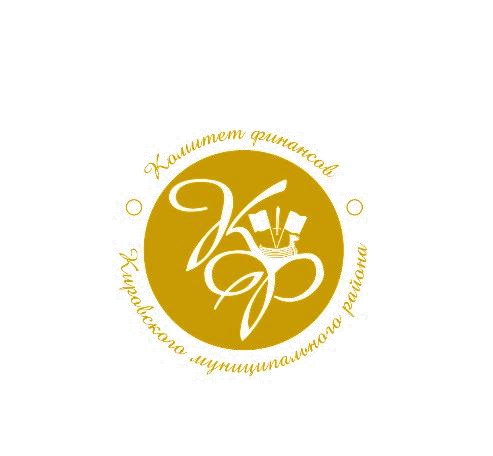 Комитет финансов
КФ
Кировского муниципального района